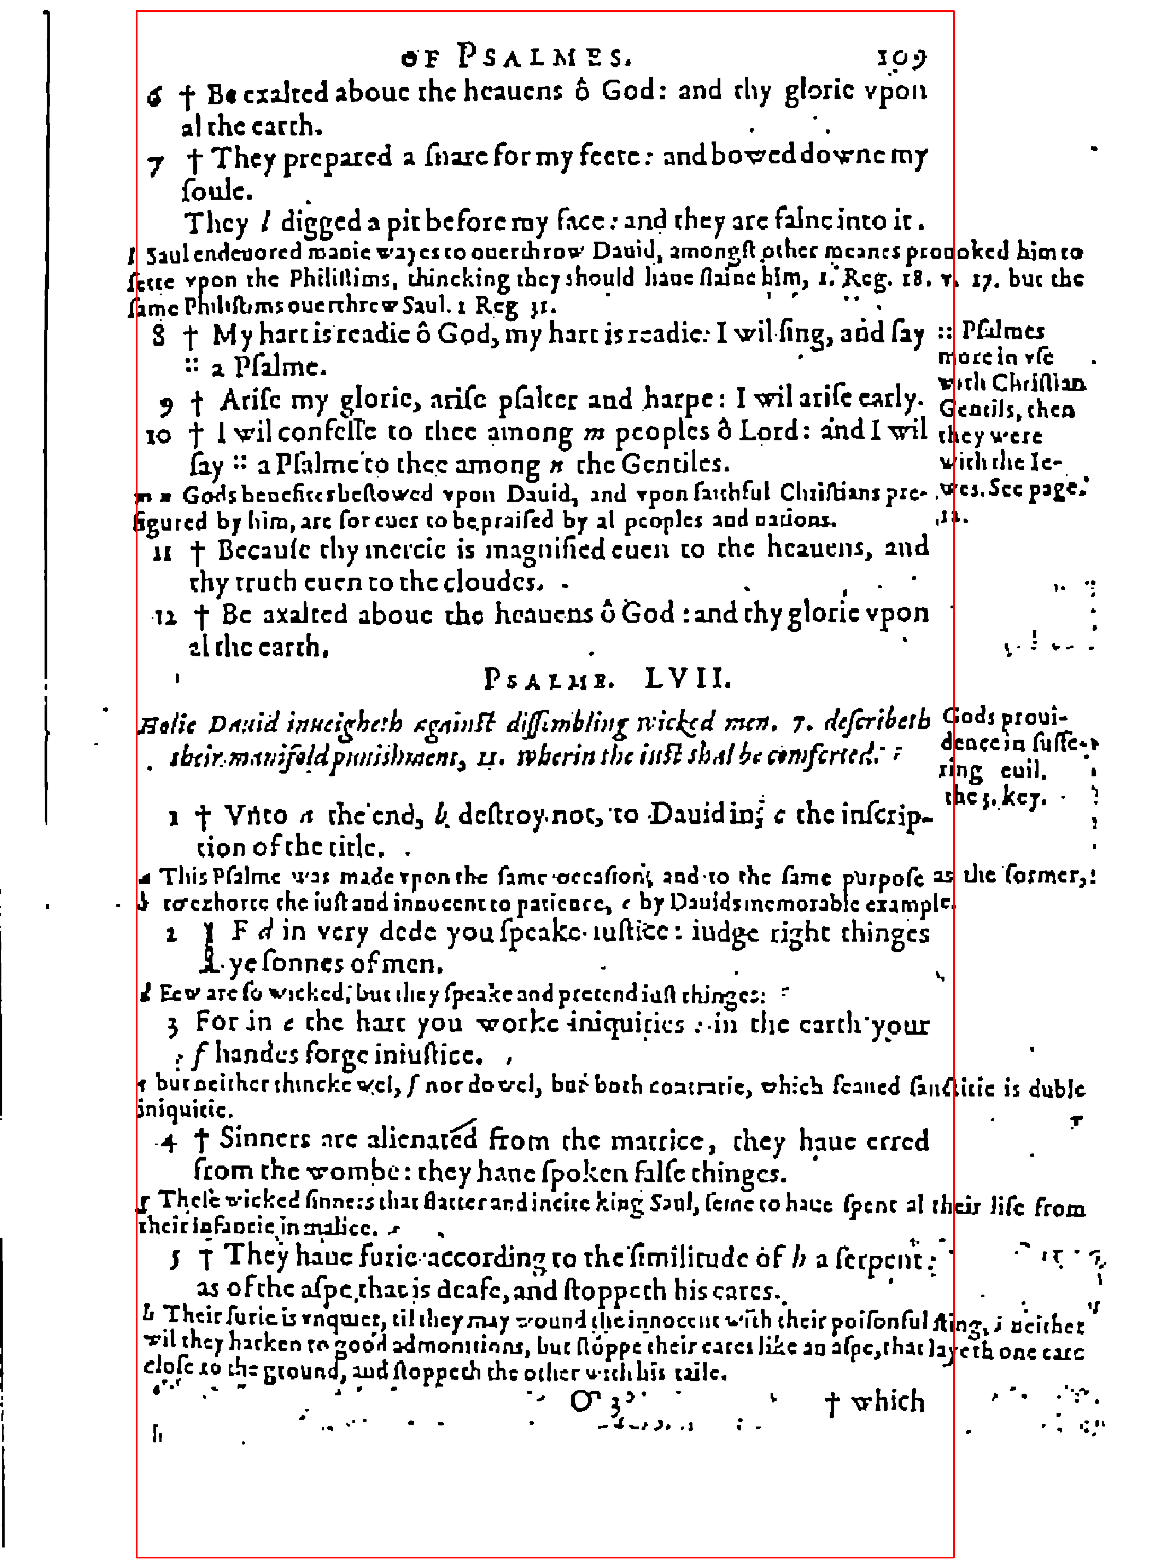 OF PSALMES. 109
6 † Be exalted aboue the heauens ô God: and thy glorie vpon
al the earth.
7 † They prepared a ſnare for my feete: and bowed downe my
ſoule.
They l digged a pit before my face: and they are falne into it.
l Saul endeuored manie wayes to ouerthrow Dauid, amongſt other meanes prouoked him to
ſette vpon the Philiſtims, thincking they should haue ſlaine him, 1. Reg. 18. v. 17. but the
ſame Philiſtims ouerthrew Saul. 1 Reg 31.
8 † My hart is readie ô God, my hart is readie: I wil ſing, and ſay
:: a Pſalme.
:: Pſalmes
more in vſe
with Chriſtian
Gentils, then
they were
with the Ie-
wes. See page.
12.
9 † Ariſe my glorie, ariſe pſalter and harpe: I wil ariſe early.
10 † I wil confeſſe to thee among m peoples ô Lord: and I wil
ſay :: a Pſalme to thee among n the Gentiles.
m n Gods benefites beſtowed vpon Dauid, and vpon faithful Chriſtians pre-
figured by him, are for euer to be praiſed by al peoples and nations.
11 † Becauſe thy mercie is magnified euen to the heauens, and
thy truth euen to the cloudes.
12 † Be axalted aboue the heauens ô God : and thy glorie vpon
al the earth.
PSALME. LVII.
Holie Dauid inueigheth againſt diſſimbling wicked men. 7. deſcribeth
their manifold puniſhment, 11. wherin the iuſt shal be comforted.
Gods proui-
dence in ſuffe-
ring euil.
the 3. key.
1 † Vnto a the end, b deſtroy not, to Dauid in c the inſcrip-
tion of the title.
a This Pſalme was made vpon the ſame occaſion, and to the ſame purpoſe as the former,
b to exhorte the iuſt and innocent to patience, c by Dauids memorable example.
2 IF d in very dede you ſpeake iuſtice: iudge right thinges
ye ſonnes of men.
d Few are ſo wicked, but they ſpeake and pretend iuſt thinges:
3 For in e the hart you worke iniquities : in the earth your
f handes forge iniuſtice.
e but neither thincke wel, f nor do wel, but both contratie, which feaned ſanctitie is duble
iniquitie.
4 † Sinners are alienated from the matrice, they haue erred
from the wombe: they haue ſpoken falſe thinges.
g Theſe wicked ſinners that flatter and incite king Saul, ſeme to haue ſpent al their life from
their infancie in malice.
5 † They haue furie according to the ſimilitude of h a ſerpent:
as of the aſpe that is deafe, and ſtoppeth his eares.
h Their furie is vnquiet, til they may wound the innocent with their poiſonful ſting, i neither
wil they harken to good admonitions, but ſtoppe their eares like an aſpe, that layeth one eare
cloſe to the ground, and ſtoppeth the other with his taile.
O 3 † which